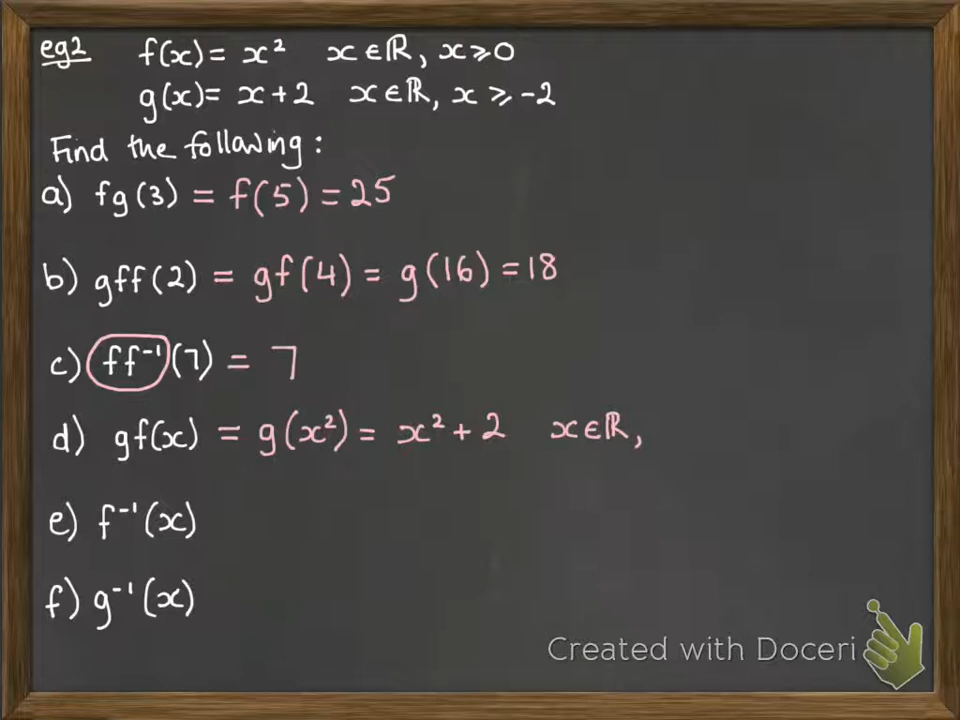 eg2 f(x)= x² x∈ℝ, x≥0
g(x)= x+2 x∈ℝ, x≥-2
Find the following:
a) fg(3) = f(5) = 25
b) gff(2) = gf(4) = g(16) = 18
c) ff⁻¹(7) = 7
d) gf(x) = g(x²) = x²+2 x∈ℝ,
e) f⁻¹(x)
f) g⁻¹(x)
Created with Doceri